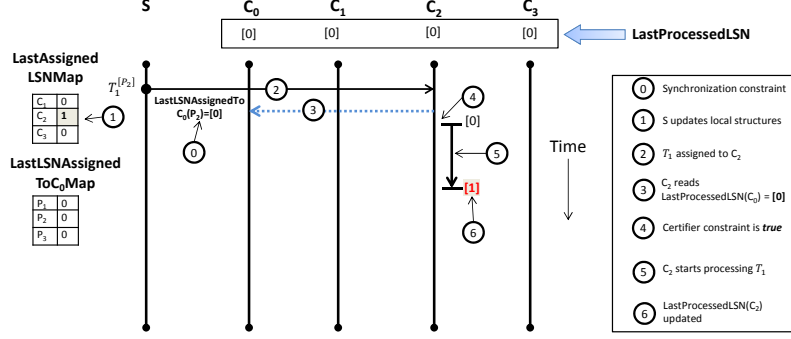 S C₀ C₁ C₂ C₃
[0] [0] [0] [0]
LastProcessedLSN
LastAssigned
LSNMap
C₁ 0
C₂ 1
C₃ 0
1
T₁^[P₂]
2
LastLSNAssignedTo
C₀(P₂)=[0]
3
0
4
[0]
5
[1]
6
Time
LastLSNAssigned
ToC₀Map
P₁ 0
P₂ 0
P₃ 0
0 Synchronization constraint
1 S updates local structures
2 T₁ assigned to C₂
3 C₂ reads
LastProcessedLSN(C₀) = [0]
4 Certifier constraint is true
5 C₂ starts processing T₁
6 LastProcessedLSN(C₂)
updated